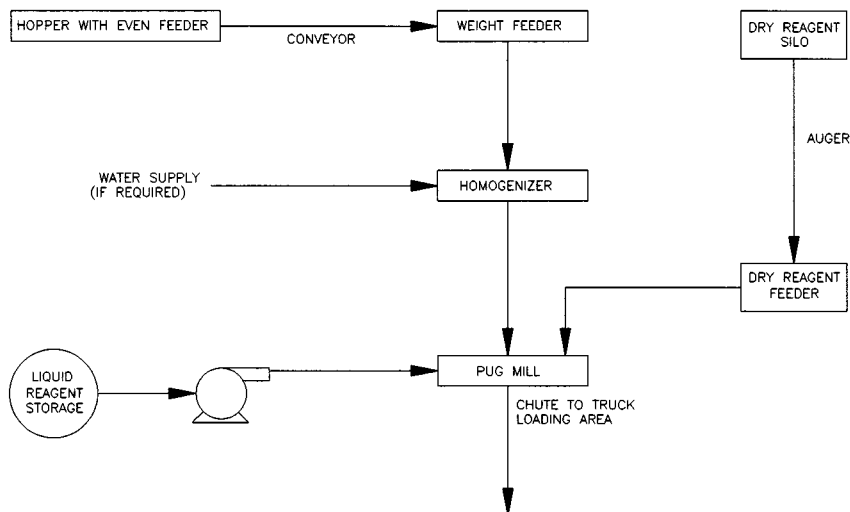 HOPPER WITH EVEN FEEDER
CONVEYOR
WEIGHT FEEDER
DRY REAGENT
SILO
AUGER
WATER SUPPLY
(IF REQUIRED)
HOMOGENIZER
DRY REAGENT
FEEDER
LIQUID
REAGENT
STORAGE
PUG MILL
CHUTE TO TRUCK
LOADING AREA